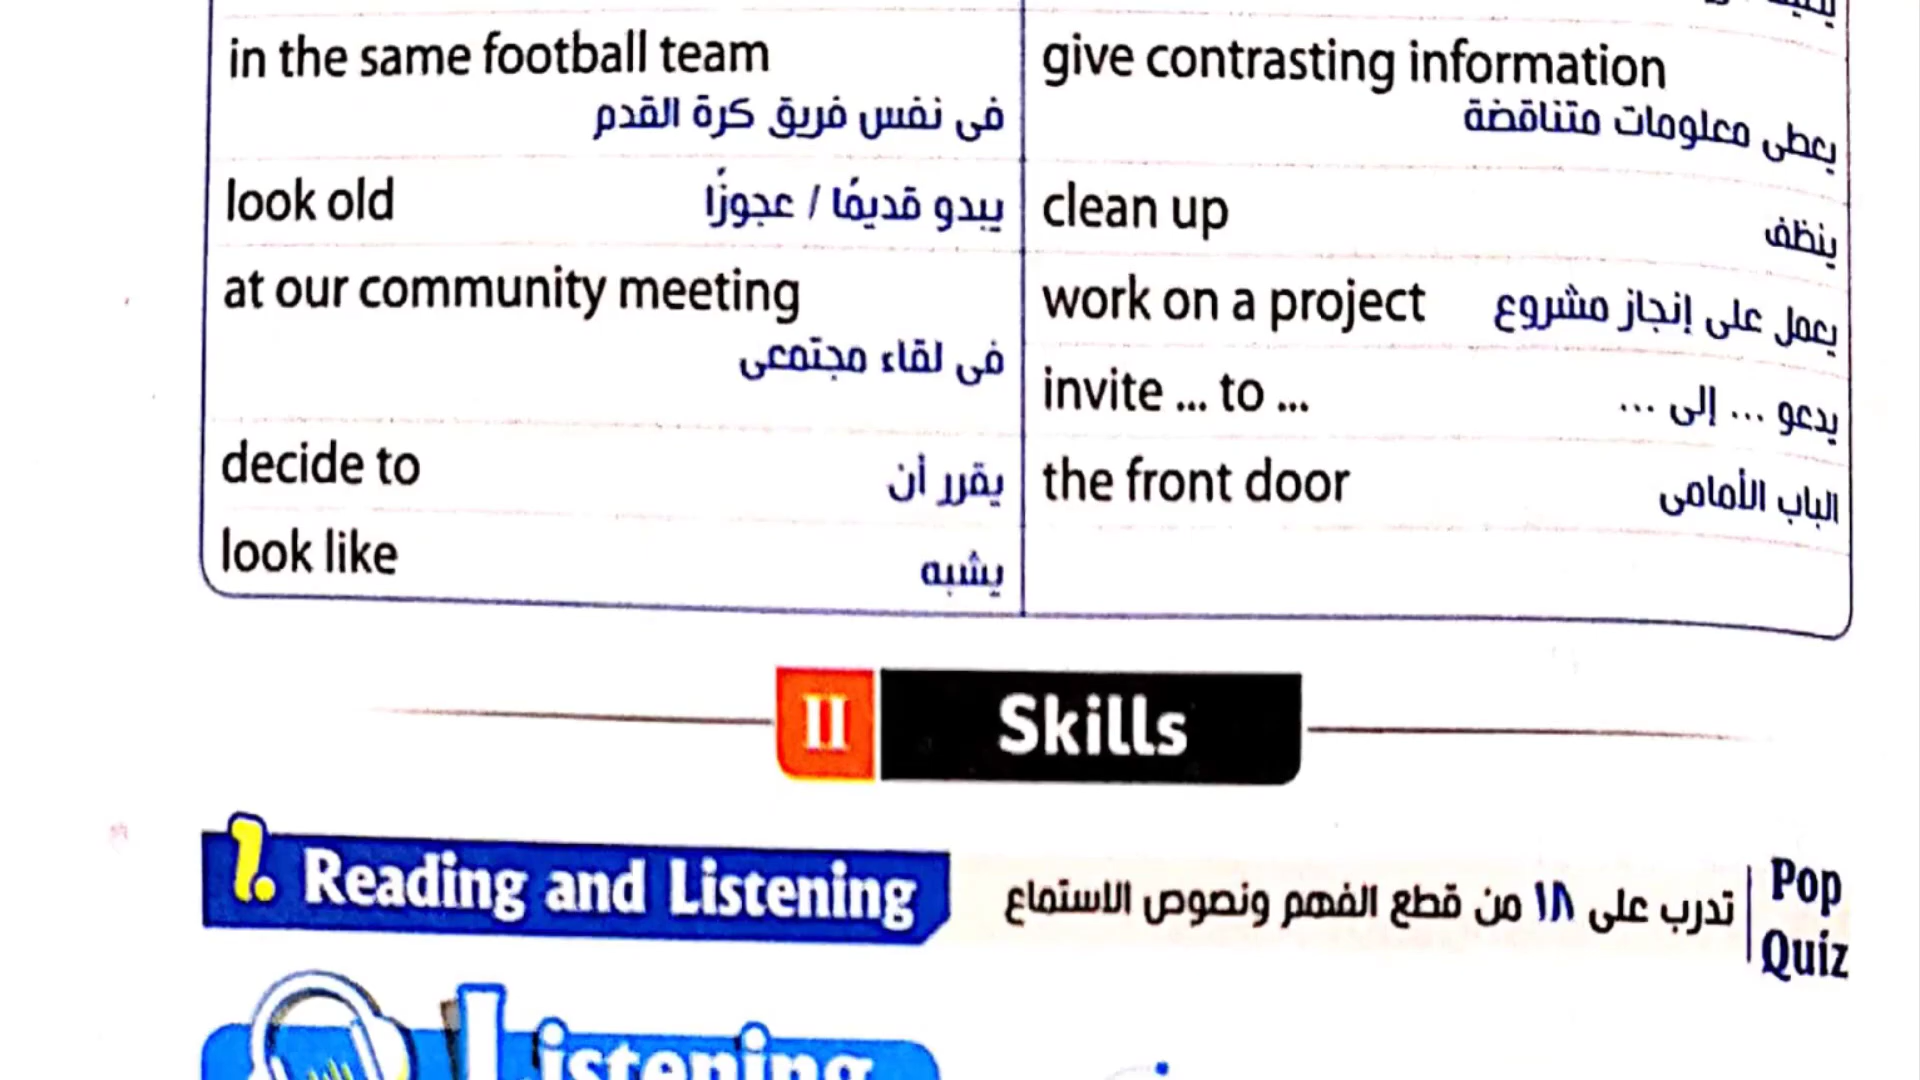 in the same football team
فى نفس فريق كرة القدم
look old يبدو قديمًا / عجوزًا
at our community meeting
فى لقاء مجتمعى
decide to يقرر أن
look like يشبه
give contrasting information
يعطى معلومات متناقضة
clean up ينظف
work on a project يعمل على إنجاز مشروع
invite ... to ... يدعو ... إلى ...
the front door الباب الأمامى
II Skills
1. Reading and Listening
تدرب على ١٨ من قطع الفهم ونصوص الاستماع
Pop
Quiz
Listening